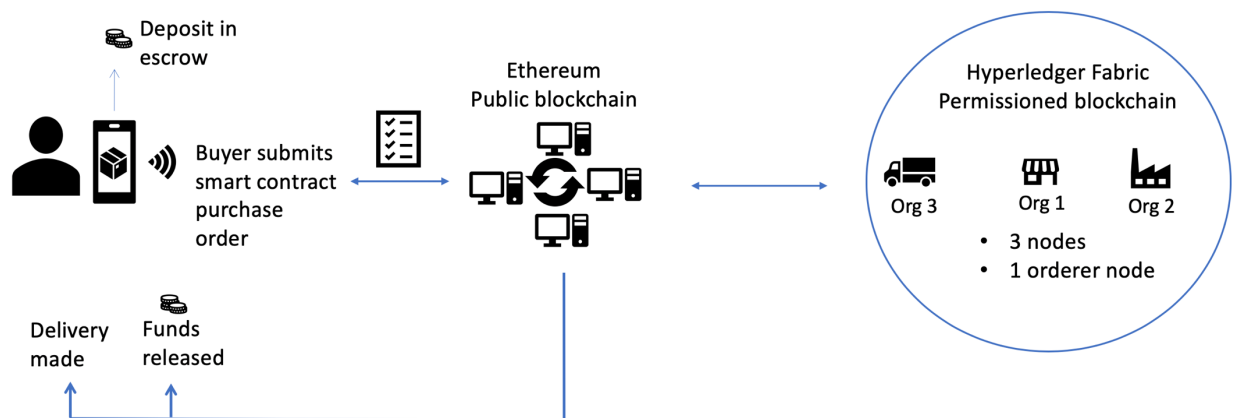 Deposit in
escrow
Buyer submits
smart contract
purchase
order
Ethereum
Public blockchain
Hyperledger Fabric
Permissioned blockchain
Org 3
Org 1
Org 2
• 3 nodes
• 1 orderer node
Delivery
made
Funds
released